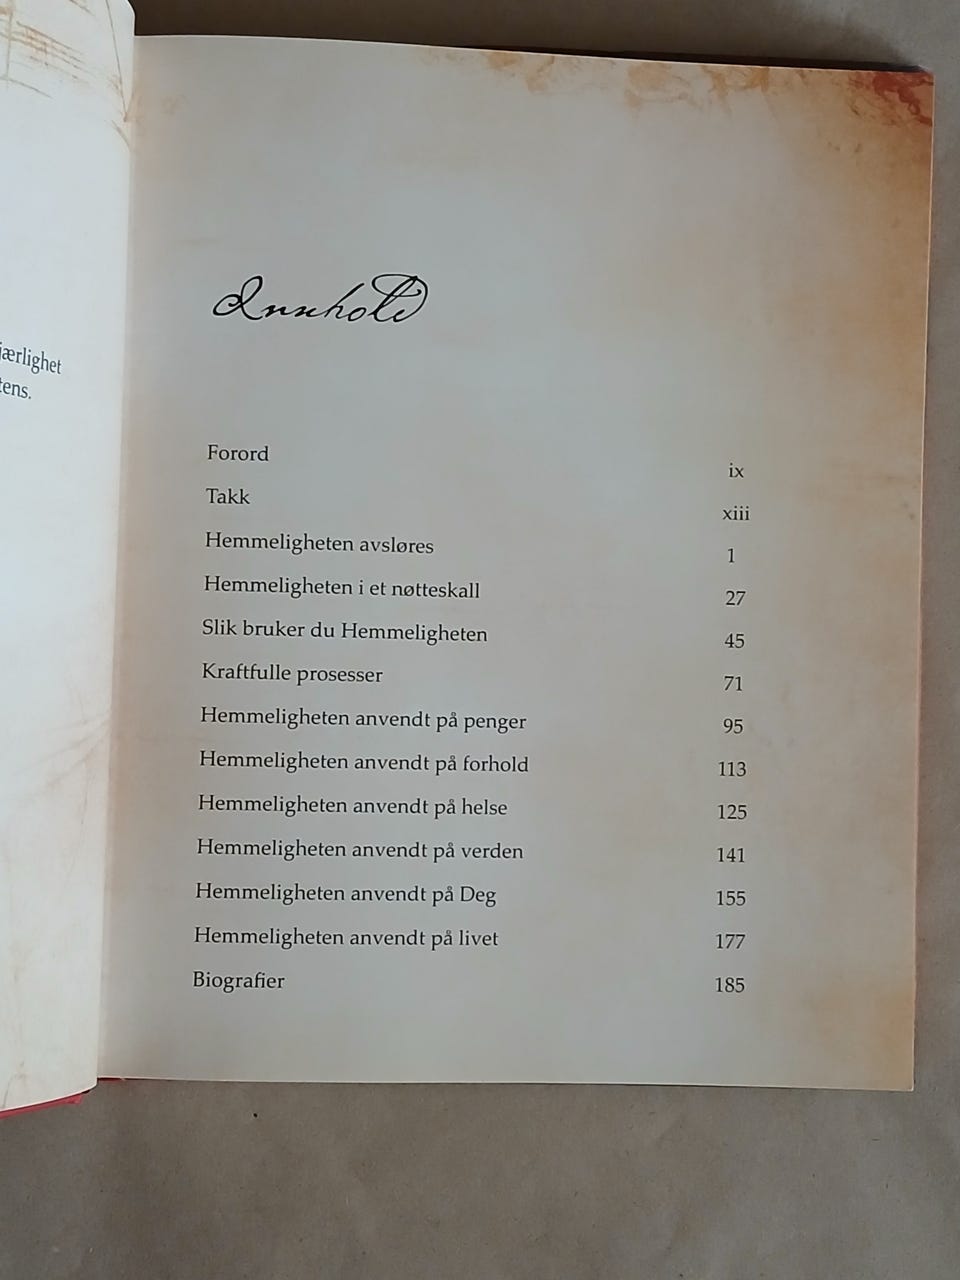 jærlighet
tens.
Innhold
Forord ix
Takk xiii
Hemmeligheten avsløres 1
Hemmeligheten i et nøtteskall 27
Slik bruker du Hemmeligheten 45
Kraftfulle prosesser 71
Hemmeligheten anvendt på penger 95
Hemmeligheten anvendt på forhold 113
Hemmeligheten anvendt på helse 125
Hemmeligheten anvendt på verden 141
Hemmeligheten anvendt på Deg 155
Hemmeligheten anvendt på livet 177
Biografier 185